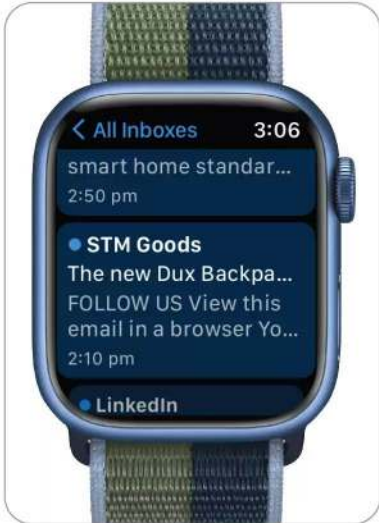 < All Inboxes 3:06
smart home standar...
2:50 pm
STM Goods
The new Dux Backpa...
FOLLOW US View this
email in a browser Yo...
2:10 pm
LinkedIn